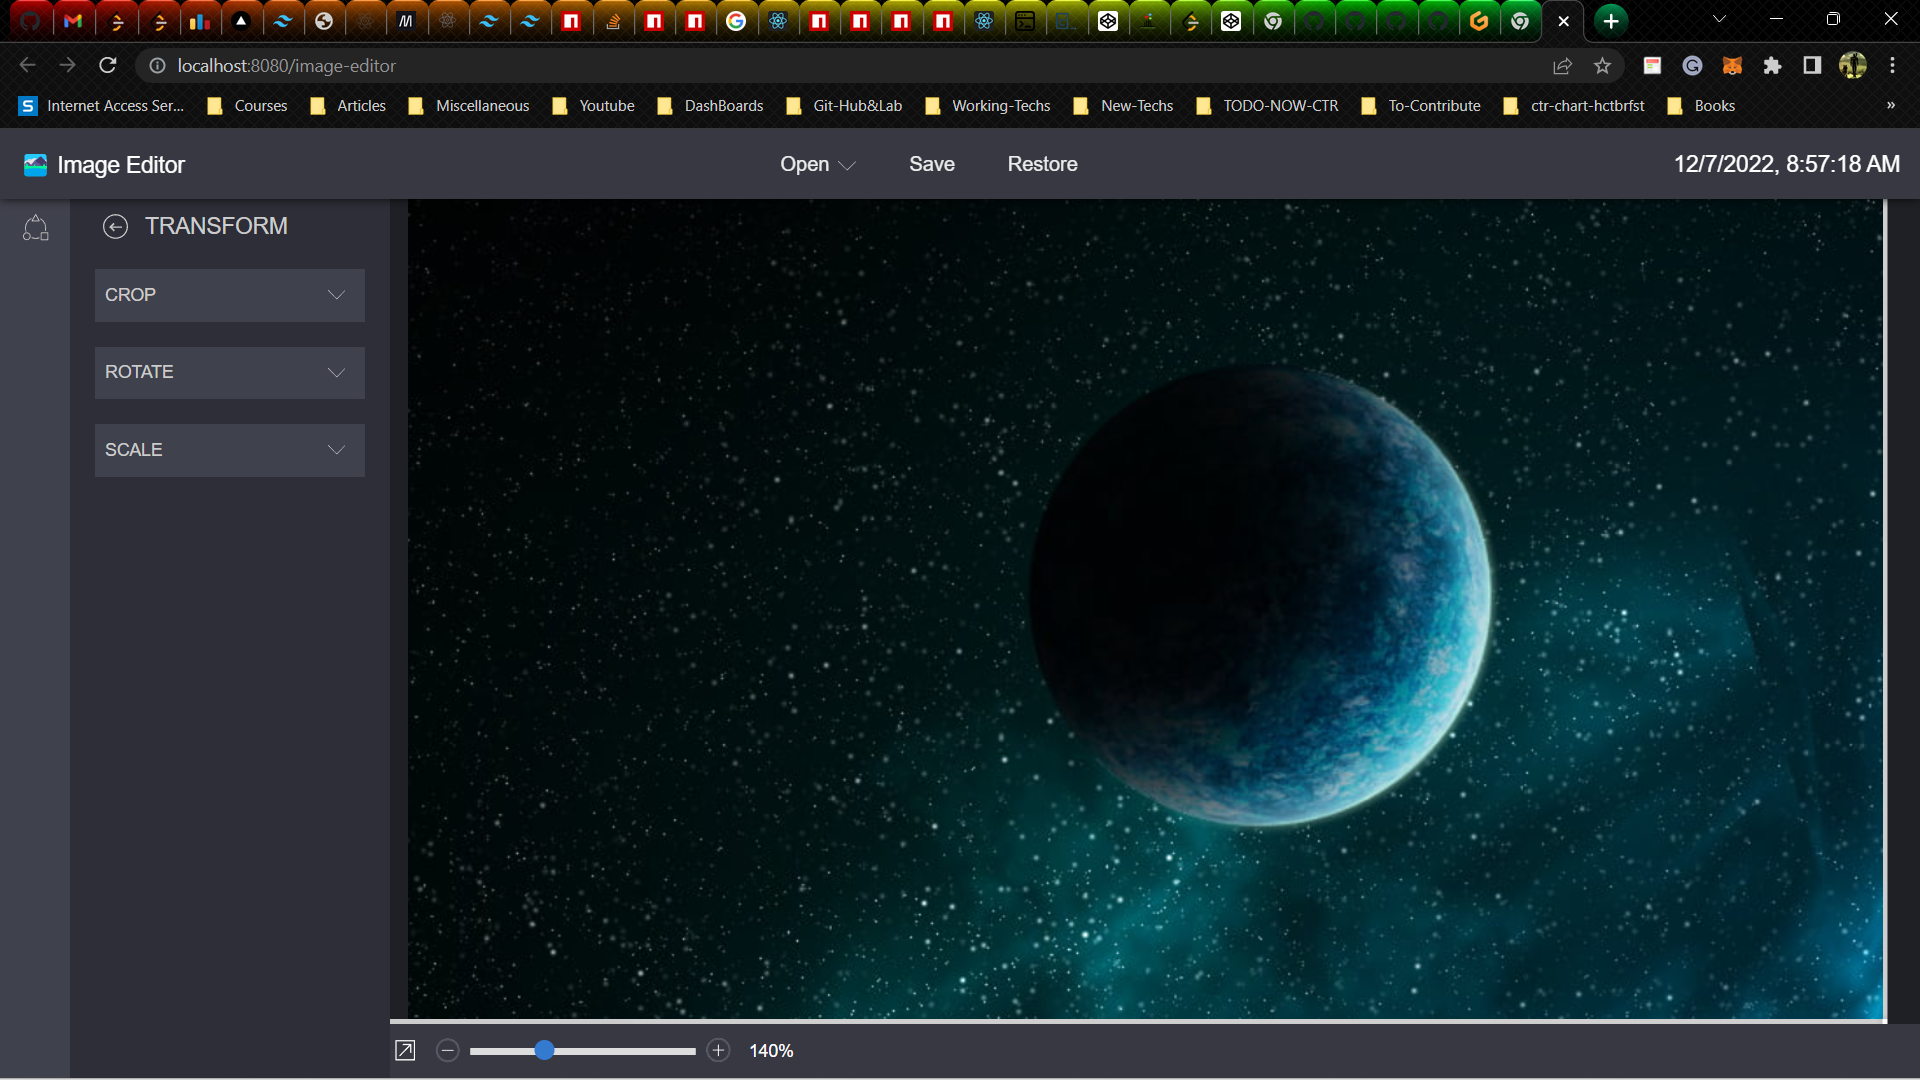 localhost:8080/image-editor
S Internet Access Ser... Courses Articles Miscellaneous Youtube DashBoards Git-Hub&Lab Working-Techs New-Techs TODO-NOW-CTR To-Contribute ctr-chart-hctbrfst Books »
Image Editor Open Save Restore 12/7/2022, 8:57:18 AM
TRANSFORM
CROP
ROTATE
SCALE
140%